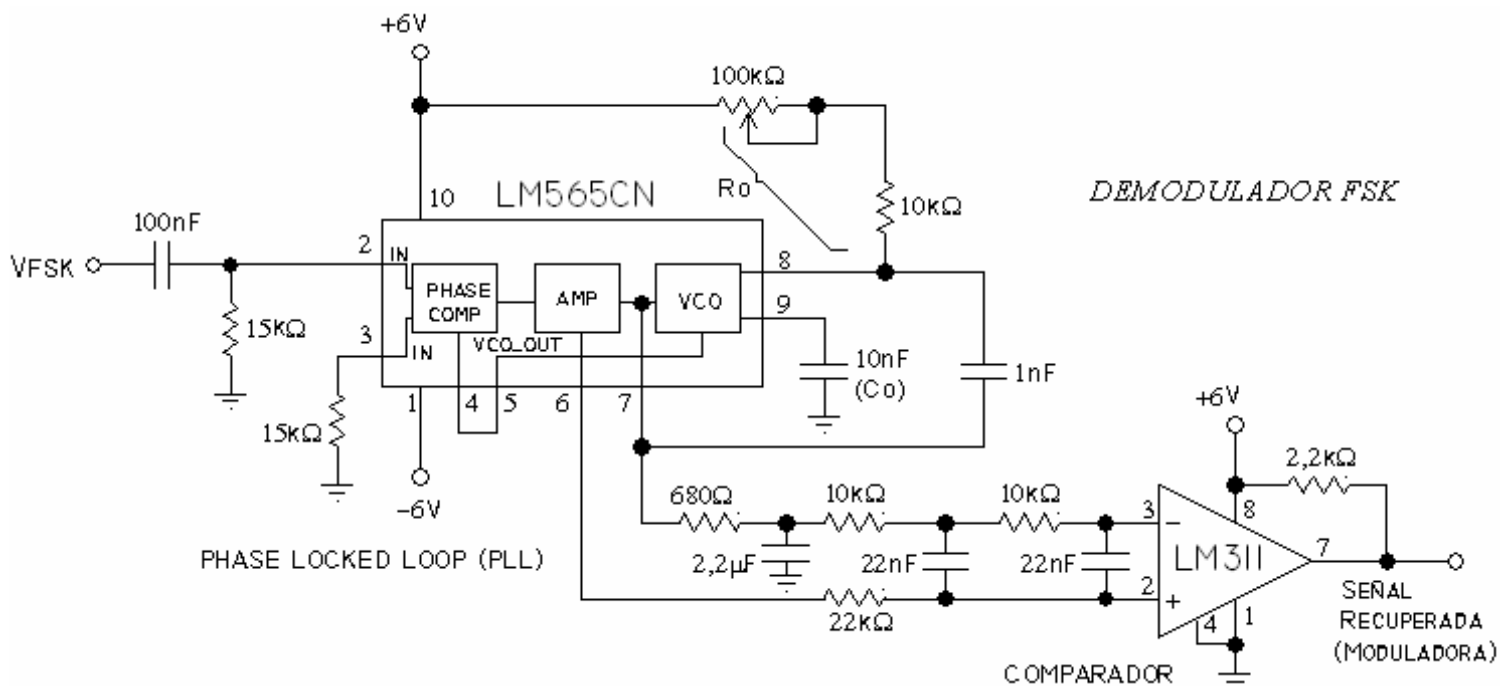 +6V
100KΩ
Ro
10KΩ
DEMODULADOR FSK
10
LM565CN
100nF
VFSK
2
IN
15KΩ
3
IN
15KΩ
PHASE
COMP
AMP
VCO
VCO_OUT
8
9
10nF
(Co)
1nF
1
4
5
6
7
-6V
PHASE LOCKED LOOP (PLL)
680Ω
10KΩ
10KΩ
2,2µF
22nF
22nF
22KΩ
+6V
2,2KΩ
3
-
8
LM311
7
2
+
4
1
SEÑAL
RECUPERADA
(MODULADORA)
COMPARADOR